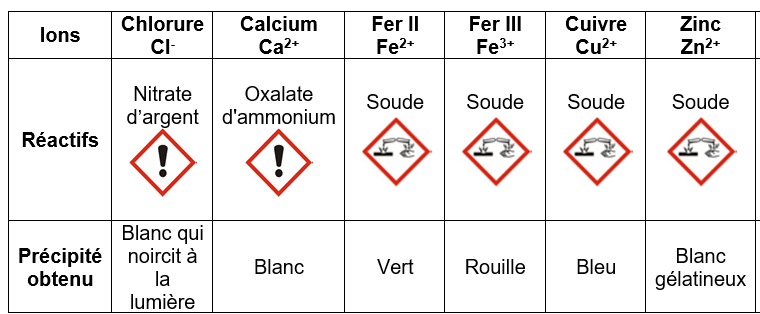 Ions
Chlorure
Cl-
Calcium
Ca2+
Fer II
Fe2+
Fer III
Fe3+
Cuivre
Cu2+
Zinc
Zn2+
Réactifs
Nitrate
d’argent
Oxalate
d'ammonium
Soude
Soude
Soude
Soude
Précipité
obtenu
Blanc qui
noircit à
la
lumière
Blanc
Vert
Rouille
Bleu
Blanc
gélatineux